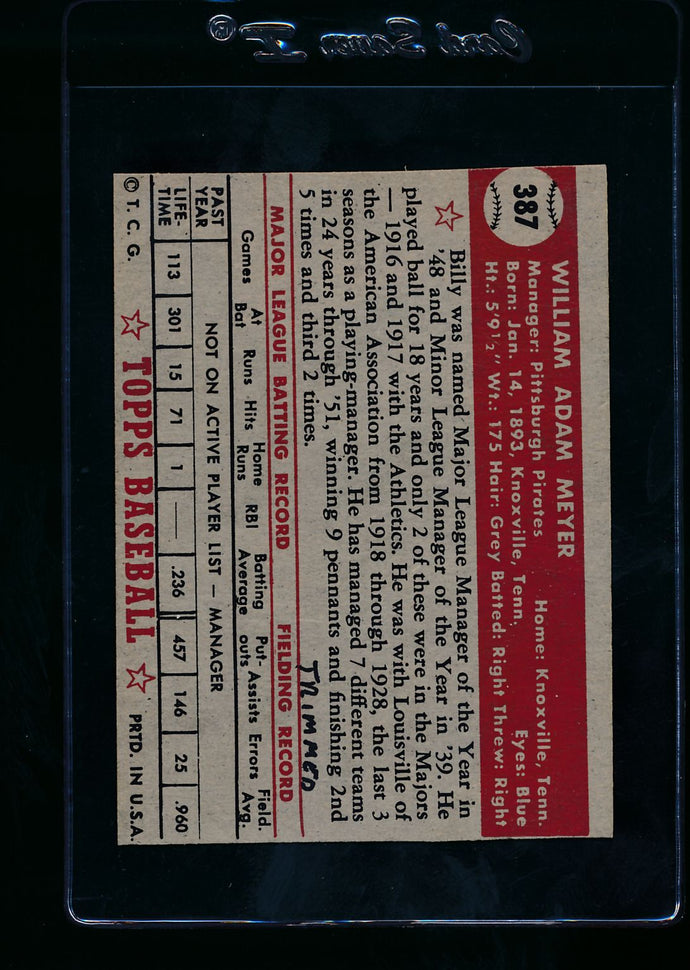 Card Saver II
387
WILLIAM ADAM MEYER
Manager: Pittsburgh Pirates Home: Knoxville, Tenn.
Born: Jan. 14, 1893, Knoxville, Tenn. Eyes: Blue
Ht.: 5'9½" Wt.: 175 Hair: Grey Batted: Right Threw: Right
Billy was named Major League Manager of the Year in
'48 and Minor League Manager of the Year in '39. He
played ball for 18 years and only 2 of these were in the Majors
— 1916 and 1917 with the Athletics. He was with Louisville of
the American Association from 1918 through 1928, the last 3
seasons as a playing-manager. He has managed 7 different teams
in 24 years through '51, winning 9 pennants and finishing 2nd
5 times and third 2 times.
TRIMMED
MAJOR LEAGUE BATTING RECORD FIELDING RECORD
Games At Bat Runs Hits Home Runs RBI Batting Average Put-outs Assists Errors Field. Avg.
PAST YEAR NOT ON ACTIVE PLAYER LIST — MANAGER
LIFE-TIME 113 301 15 71 1 — .236 457 146 25 .960
© T. C. G. TOPPS BASEBALL PRTD. IN U.S.A.